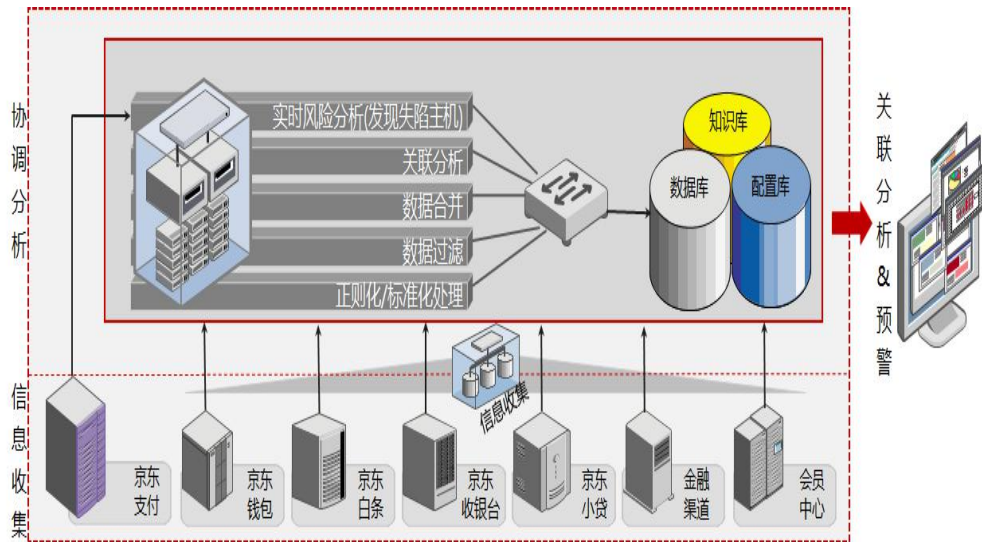 协调分析
实时风险分析(发现失陷主机)
关联分析
数据合并
数据过滤
正则化/标准化处理
知识库
数据库
配置库
关联分析&预警
信息收集
信息收集
京东
支付
京东
钱包
京东
白条
京东
收银台
京东
小贷
金融
渠道
会员
中心